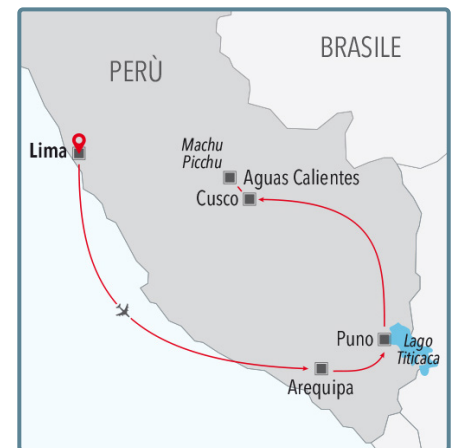 BRASILE
PERÙ
Lima
Machu
Picchu
Aguas Calientes
Cusco
Puno
Lago
Titicaca
Arequipa